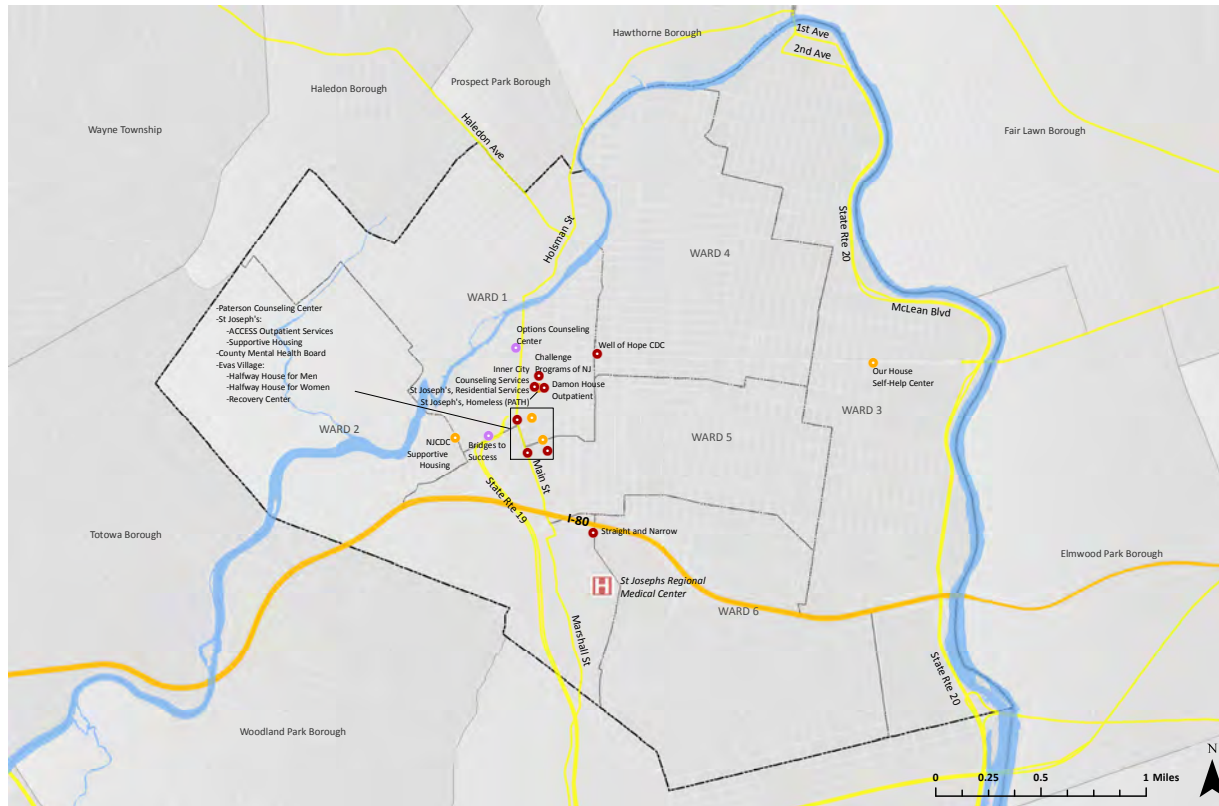 Hawthorne Borough
1st Ave
2nd Ave
Prospect Park Borough
Haledon Borough
Wayne Township
Fair Lawn Borough
Haledon Ave
Holsman St
State Rte 20
WARD 4
WARD 1
McLean Blvd
-Paterson Counseling Center
-St Joseph's:
-ACCESS Outpatient Services
-Supportive Housing
-County Mental Health Board
-Evas Village:
-Halfway House for Men
-Halfway House for Women
-Recovery Center
Options Counseling
Center
Well of Hope CDC
Challenge
Programs of NJ
Inner City
Counseling Services
St Joseph's, Residential Services
St Joseph's, Homeless (PATH)
Damon House
Outpatient
Our House
Self-Help Center
WARD 3
WARD 2
WARD 5
NJCDC
Supportive
Housing
Bridges to
Success
Main St
State Rte 19
I-80
Straight and Narrow
Totowa Borough
Elmwood Park Borough
H
St Josephs Regional
Medical Center
WARD 6
Marshall St
State Rte 20
Woodland Park Borough
N
0 0.25 0.5 1 Miles